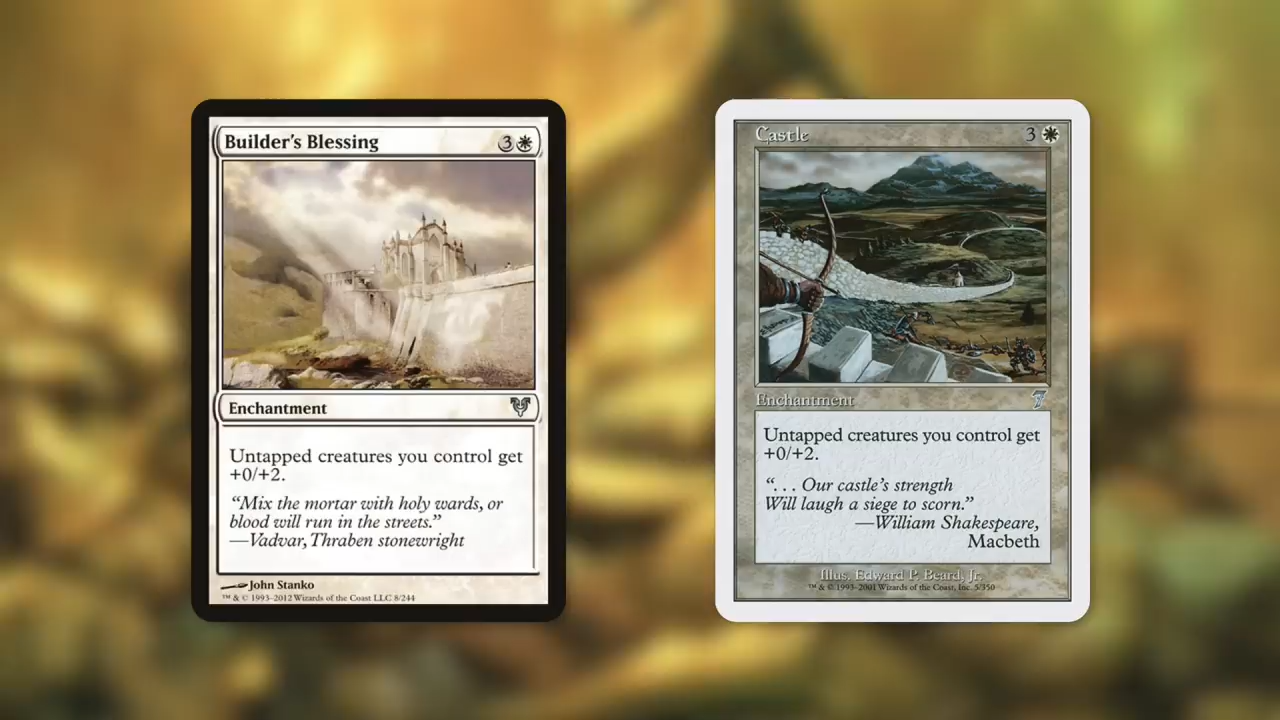 Builder's Blessing 3
Enchantment
Untapped creatures you control get
+0/+2.
“Mix the mortar with holy wards, or
blood will run in the streets.”
—Vadvar, Thraben stonewright
John Stanko
™ & © 1993–2012 Wizards of the Coast LLC 8/244
Castle 3
Enchantment 7
Untapped creatures you control get
+0/+2.
“. . . Our castle’s strength
Will laugh a siege to scorn.”
—William Shakespeare,
Macbeth
Illus. Edward P. Beard, Jr.
™ & © 1993–2001 Wizards of the Coast, Inc. 5/350